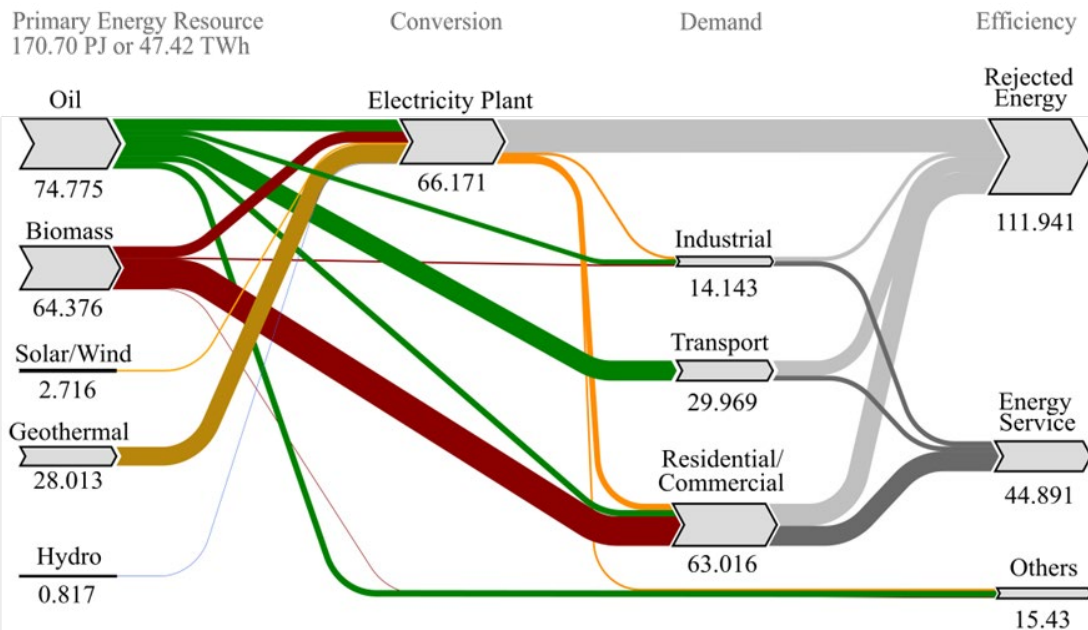 Primary Energy Resource
170.70 PJ or 47.42 TWh
Conversion
Demand
Efficiency
Oil
74.775
Biomass
64.376
Solar/Wind
2.716
Geothermal
28.013
Hydro
0.817
Electricity Plant
66.171
Industrial
14.143
Transport
29.969
Residential/
Commercial
63.016
Rejected
Energy
111.941
Energy
Service
44.891
Others
15.43